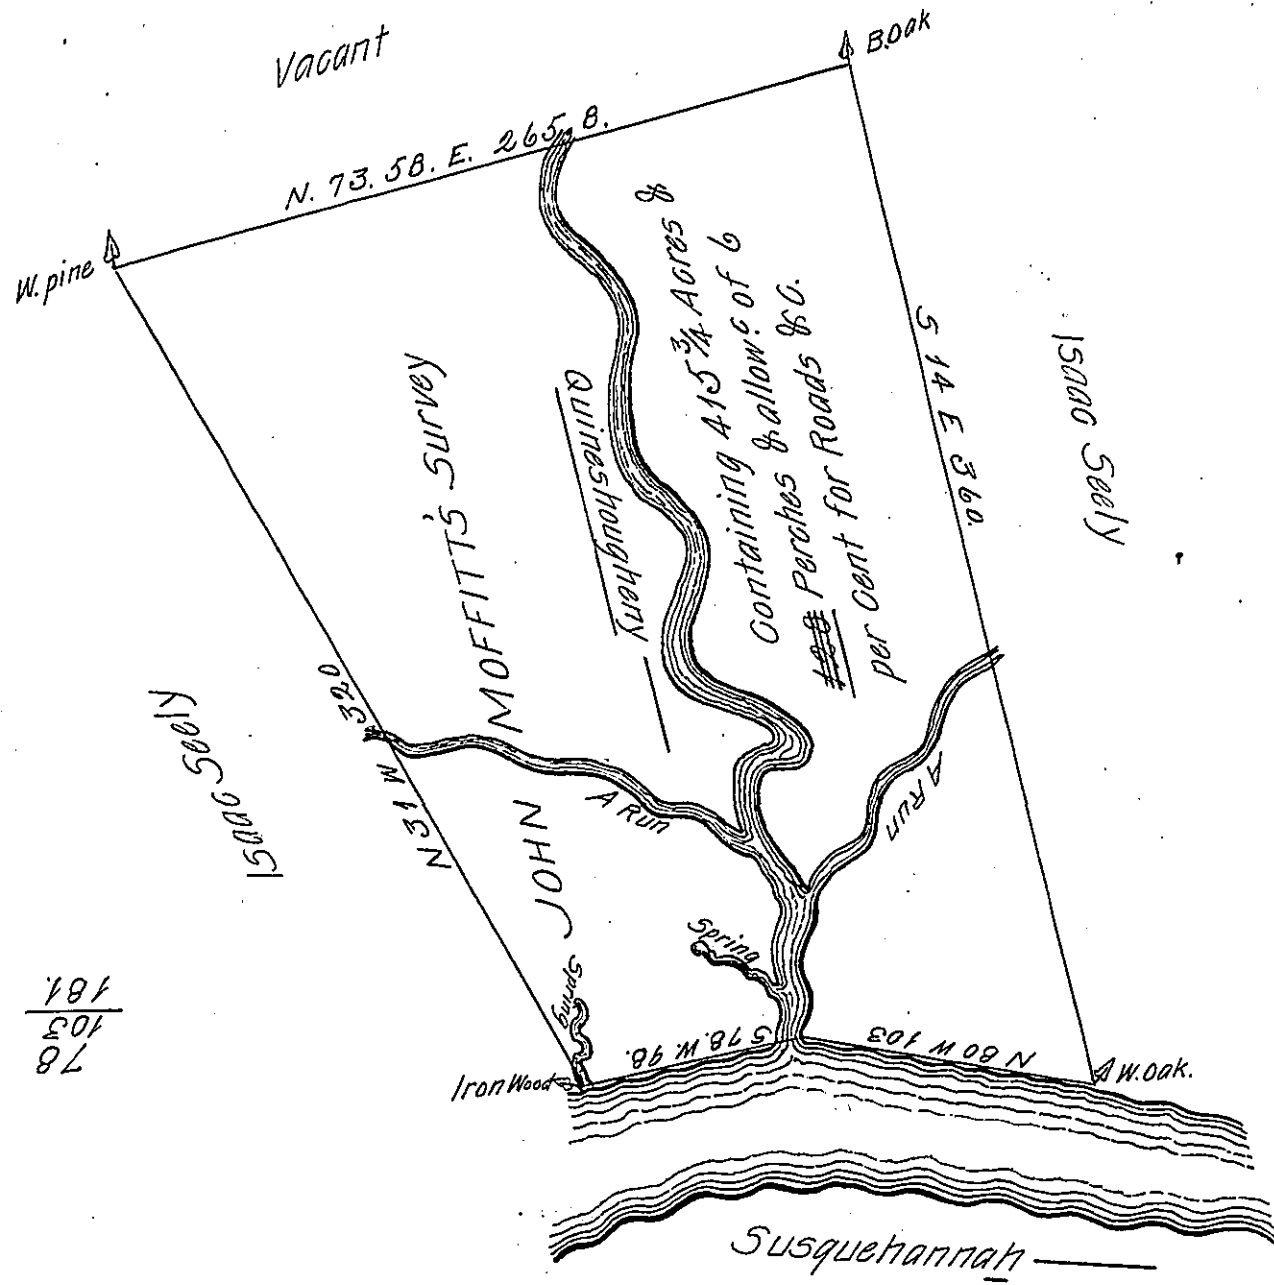 Vacant
B.Oak
N. 73. 58. E. 265. 8.
W. pine
Isaac Seely
S 14 E 360.
Containing 415 3/4 Acres &
120 Perches & allow.ᶜ of 6
per Cent for Roads &C.
Quineshougheny
JOHN MOFFITT'S Survey
Isaac Seely
N 31 W 320
A Run
A Run
Spring
Spring
S 78. W. 98.
N 80 W 103
Iron Wood
W. oak.
78
103
181.
Susquehannah